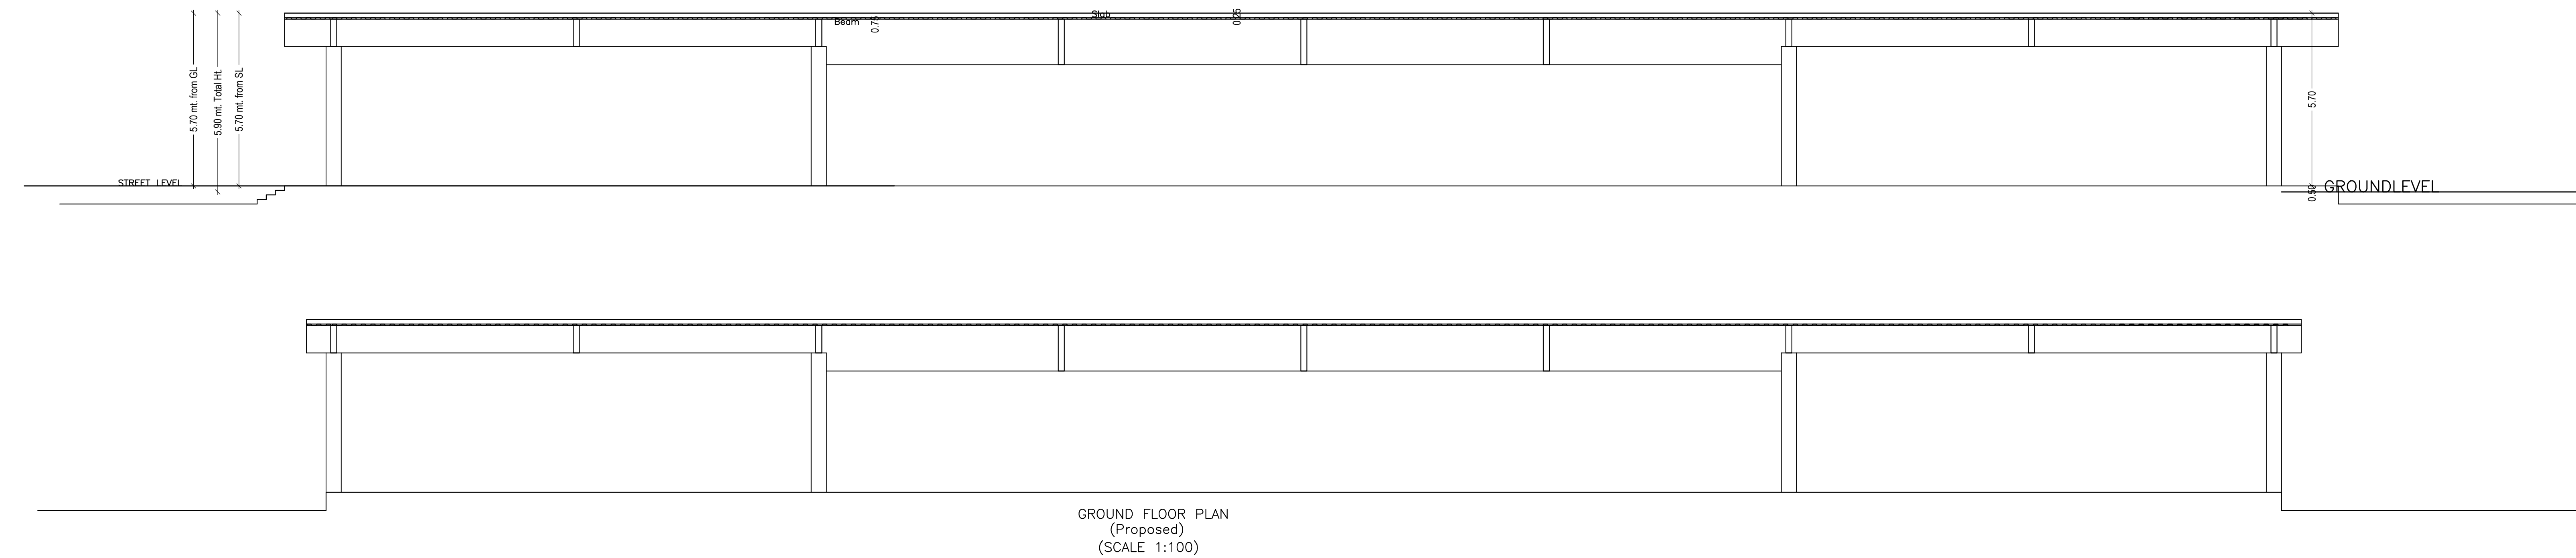 Slab
0.25
Beam
0.75
5.70 mt. from GL
5.90 mt. Total Ht.
5.70 mt. from SL
5.70
STREET LEVEL
GROUNDLEVEL
0.50
GROUND FLOOR PLAN
(Proposed)
(SCALE 1:100)